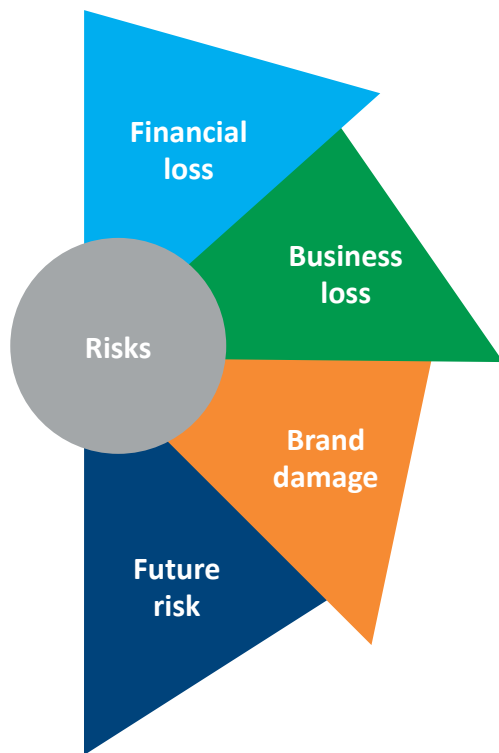 Financial
loss
Business
loss
Risks
Brand
damage
Future
risk